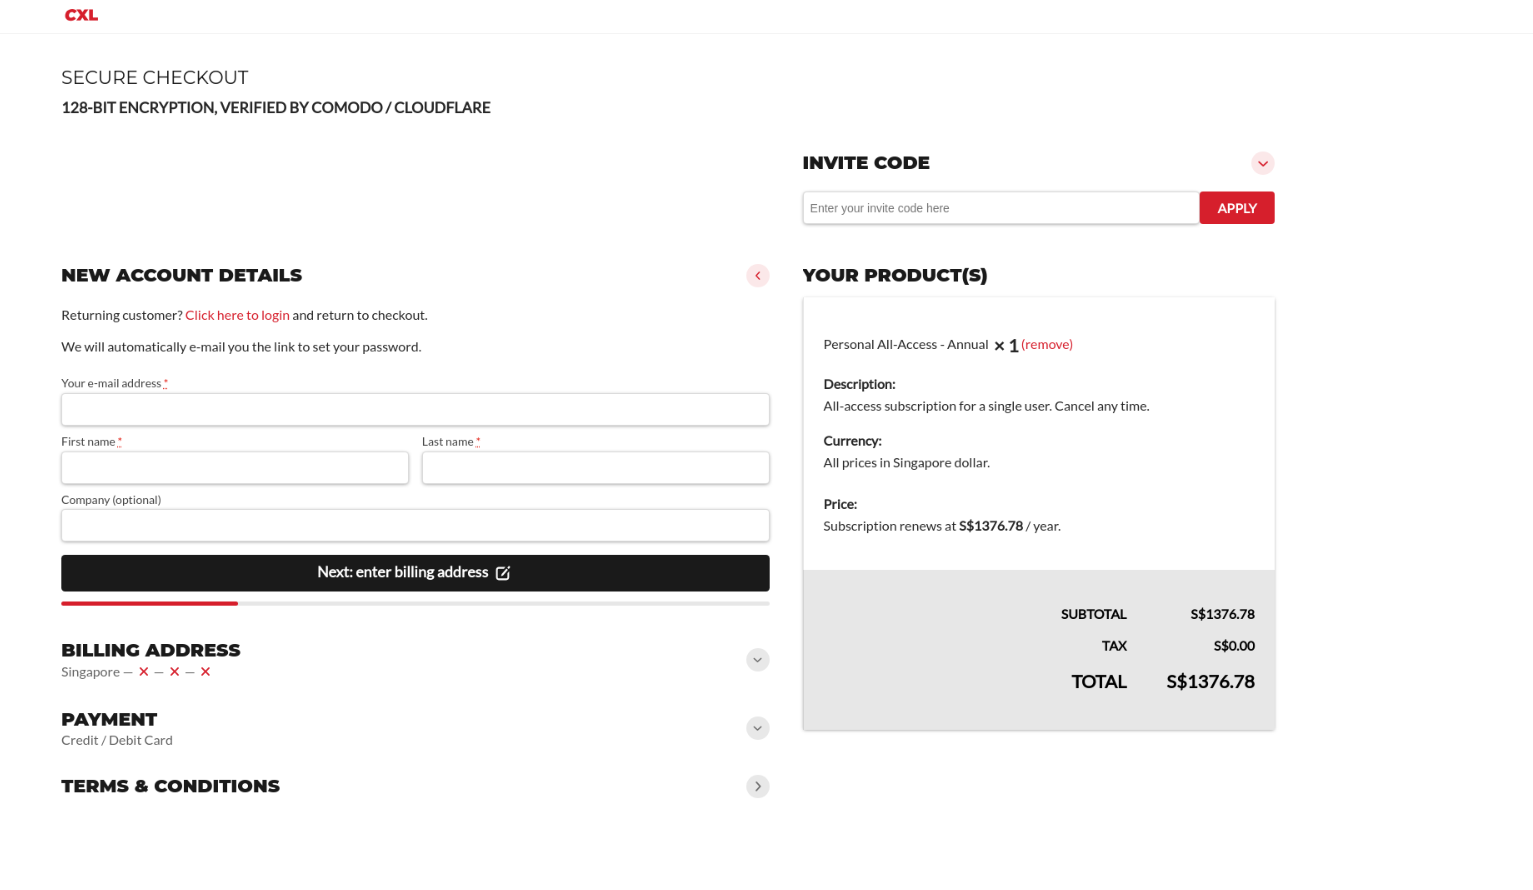 CXL
SECURE CHECKOUT
128-BIT ENCRYPTION, VERIFIED BY COMODO / CLOUDFLARE
INVITE CODE
Enter your invite code here
APPLY
NEW ACCOUNT DETAILS
Returning customer? Click here to login and return to checkout.
We will automatically e-mail you the link to set your password.
Your e-mail address *
First name *
Last name *
Company (optional)
Next: enter billing address
BILLING ADDRESS
Singapore — × — × — ×
PAYMENT
Credit / Debit Card
TERMS & CONDITIONS
YOUR PRODUCT(S)
Personal All-Access - Annual × 1 (remove)
Description:
All-access subscription for a single user. Cancel any time.
Currency:
All prices in Singapore dollar.
Price:
Subscription renews at S$1376.78 / year.
SUBTOTAL S$1376.78
TAX S$0.00
TOTAL S$1376.78